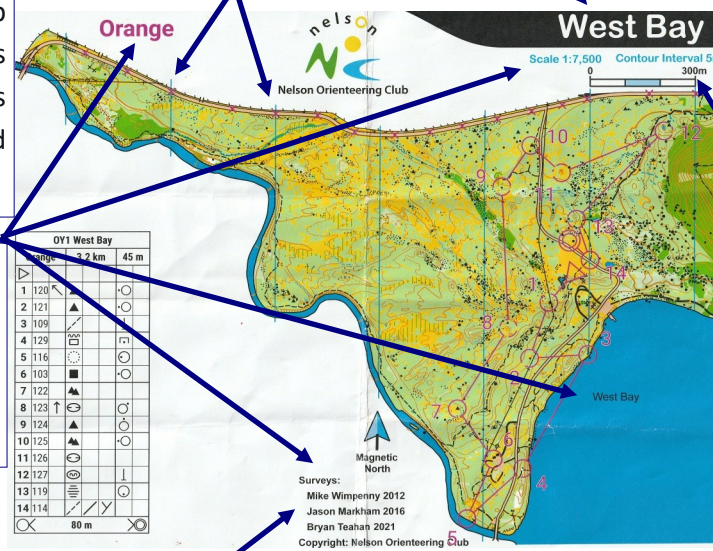 Orange
nelson
Nelson Orienteering Club
West Bay
Scale 1:7,500 Contour Interval 5
0 300m
10
12
9
11
13
14
1
8
3
2
West Bay
7
6
4
5
OY1 West Bay
3.2 km 45 m
1 120
2 121
3 109
4 129
5 116
6 103
7 122
8 123
9 124
10 125
11 126
12 127
13 119
14 114
80 m
Magnetic
North
Surveys:
Mike Wimpenny 2012
Jason Markham 2016
Bryan Teahan 2021
Copyright: Nelson Orienteering Club